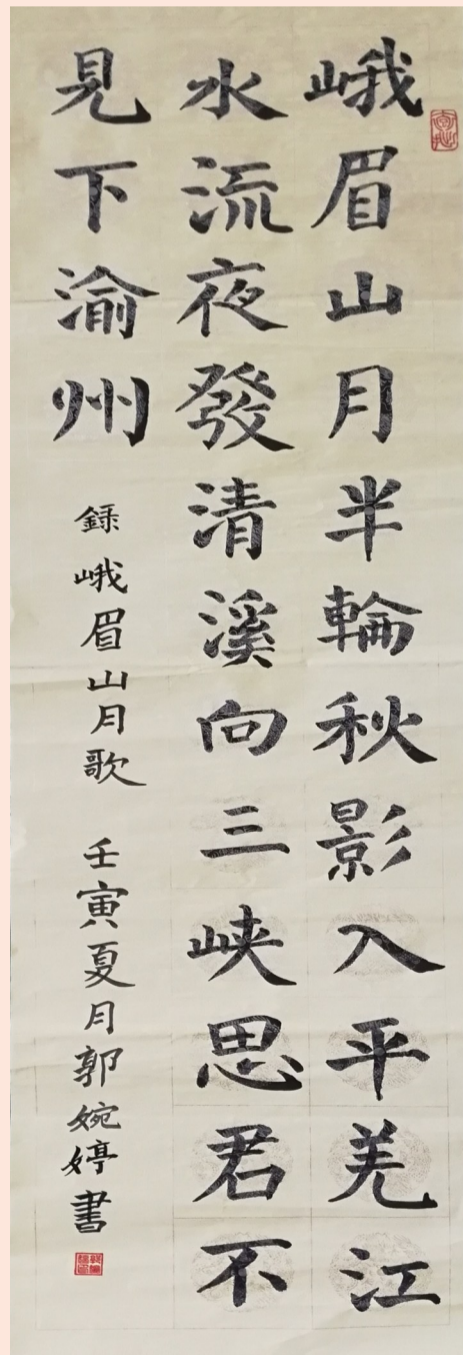 峨眉山月半輪秋影入平羌江
水流夜發清溪向三峡思君不
見下渝州
録峨眉山月歌 壬寅夏月郭婉婷書